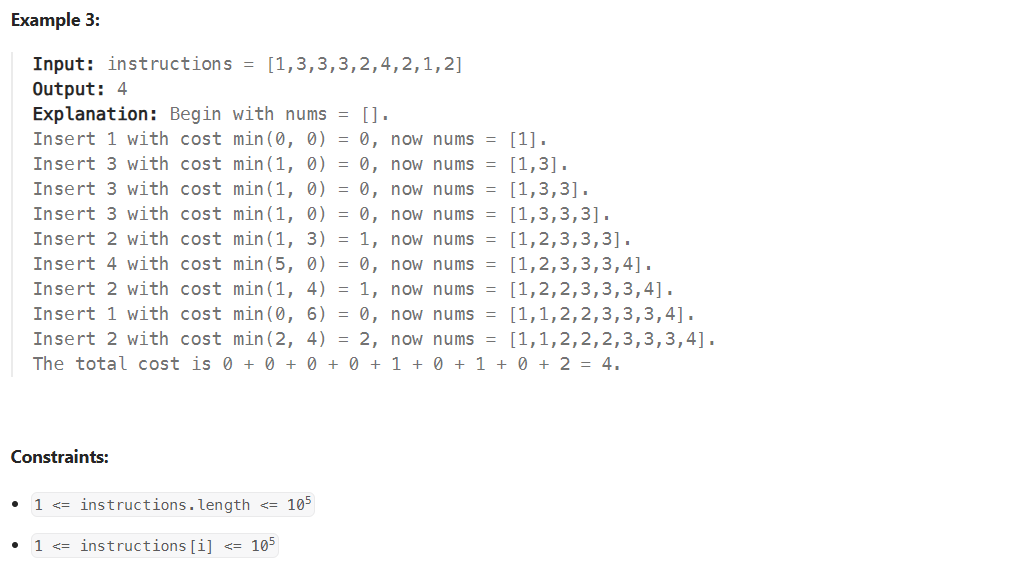 Example 3:
Input: instructions = [1,3,3,3,2,4,2,1,2]
Output: 4
Explanation: Begin with nums = [].
Insert 1 with cost min(0, 0) = 0, now nums = [1].
Insert 3 with cost min(1, 0) = 0, now nums = [1,3].
Insert 3 with cost min(1, 0) = 0, now nums = [1,3,3].
Insert 3 with cost min(1, 0) = 0, now nums = [1,3,3,3].
Insert 2 with cost min(1, 3) = 1, now nums = [1,2,3,3,3].
Insert 4 with cost min(5, 0) = 0, now nums = [1,2,3,3,3,4].
Insert 2 with cost min(1, 4) = 1, now nums = [1,2,2,3,3,3,4].
Insert 1 with cost min(0, 6) = 0, now nums = [1,1,2,2,3,3,3,4].
Insert 2 with cost min(2, 4) = 2, now nums = [1,1,2,2,2,3,3,3,4].
The total cost is 0 + 0 + 0 + 0 + 1 + 0 + 1 + 0 + 2 = 4.
Constraints:
• 1 <= instructions.length <= 10⁵
• 1 <= instructions[i] <= 10⁵